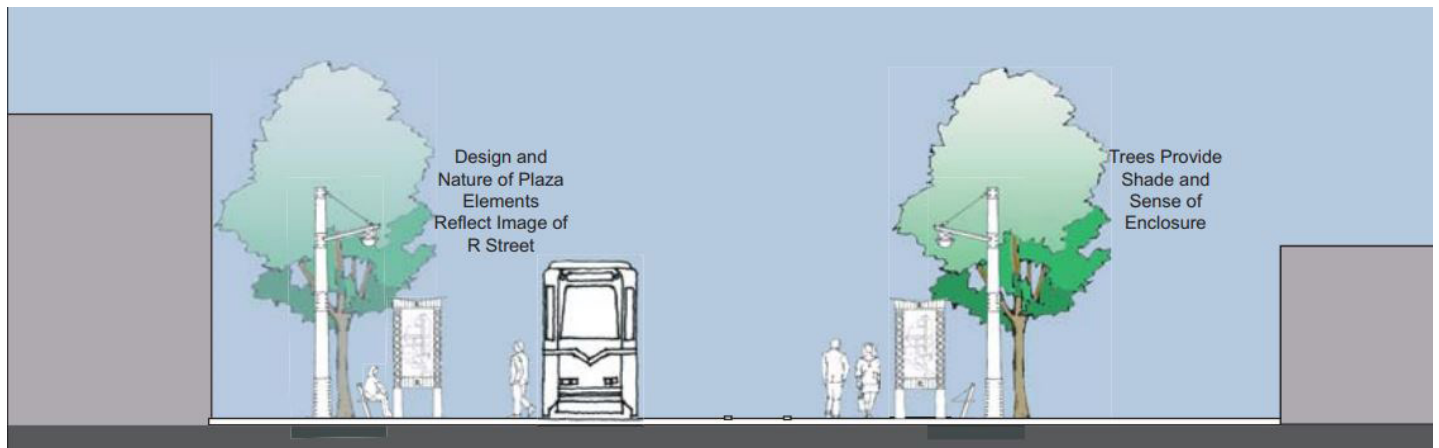 Design and
Nature of Plaza
Elements
Reflect Image of
R Street
Trees Provide
Shade and
Sense of
Enclosure